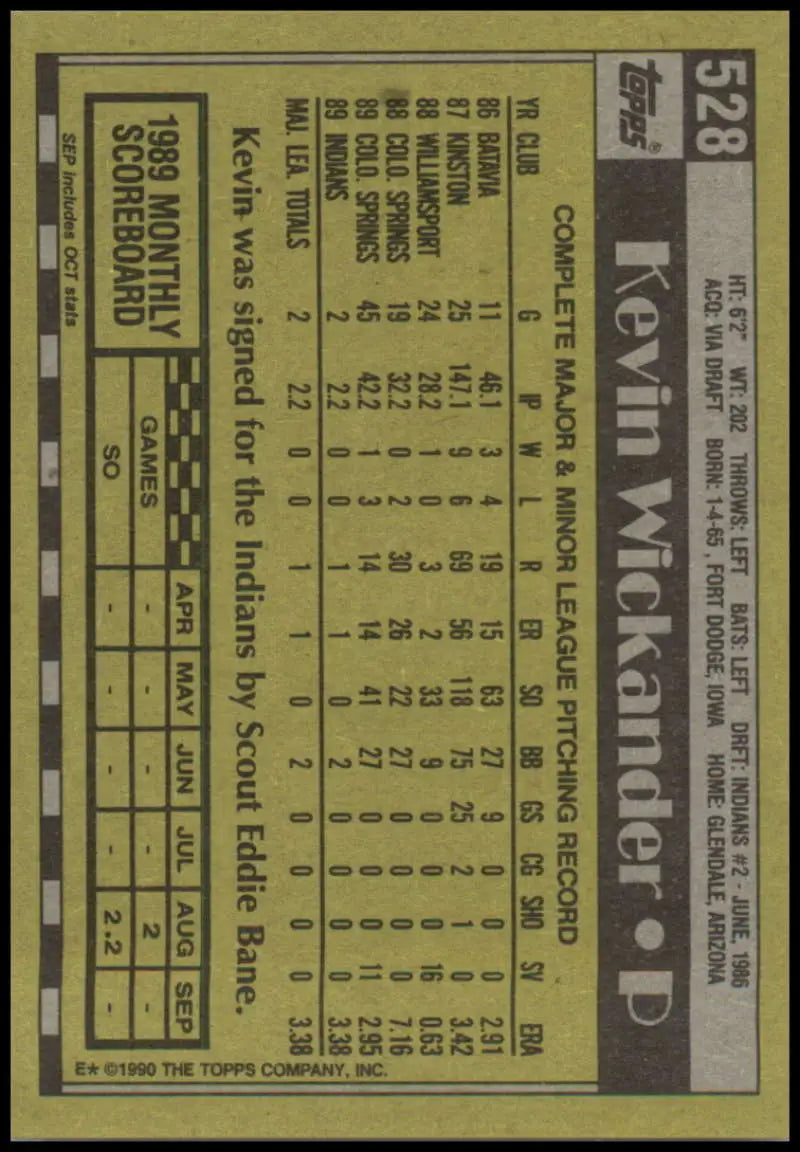 528
topps®
Kevin Wickander • P
HT: 6'2" WT: 202 THROWS: LEFT BATS: LEFT DRFT: INDIANS #2 - JUNE, 1986
ACQ: VIA DRAFT BORN: 1-4-65, FORT DODGE, IOWA HOME: GLENDALE, ARIZONA
COMPLETE MAJOR & MINOR LEAGUE PITCHING RECORD
YR CLUB G IP W L R ER SO BB GS CG SHO SV ERA
86 BATAVIA 11 46.1 3 4 19 15 63 27 9 0 0 0 2.91
87 KINSTON 25 147.1 9 6 69 56 118 75 25 2 1 0 3.42
88 WILLIAMSPORT 24 28.2 1 0 3 2 33 9 0 0 0 16 0.63
88 COLO. SPRINGS 19 32.2 0 2 30 26 22 27 0 0 0 0 7.16
89 COLO. SPRINGS 45 42.2 1 3 14 14 41 27 0 0 0 11 2.95
89 INDIANS 2 2.2 0 0 1 1 0 2 0 0 0 0 3.38
MAJ. LEA. TOTALS 2 2.2 0 0 1 1 0 2 0 0 0 0 3.38
Kevin was signed for the Indians by Scout Eddie Bane.
1989 MONTHLY
SCOREBOARD
APR MAY JUN JUL AUG SEP
GAMES - - - - 2 -
SO - - - - 2.2 -
SEP includes OCT stats
E* ©1990 THE TOPPS COMPANY, INC.